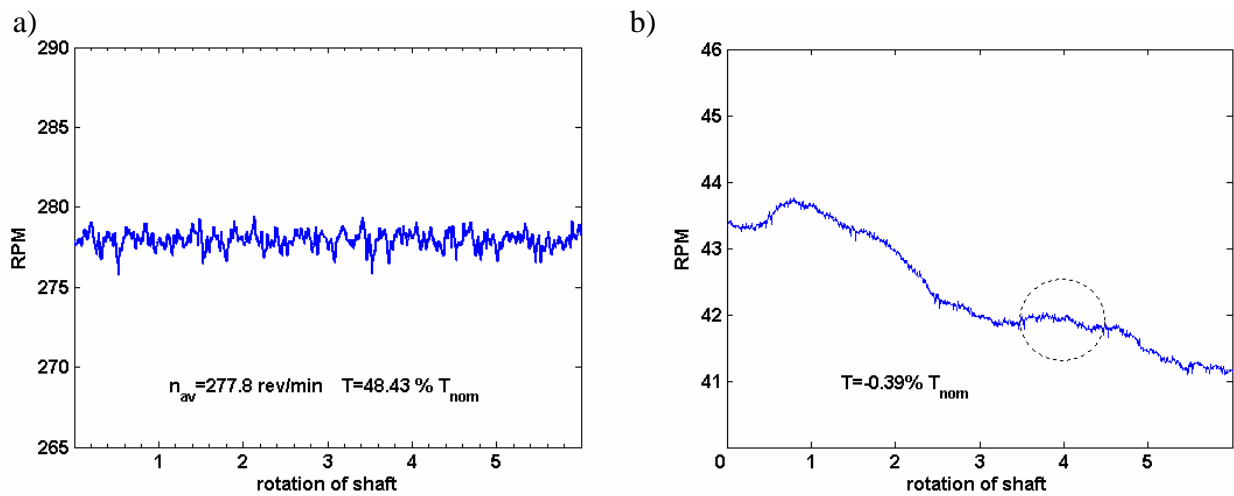 a)
290
285
280
275
270
265
RPM
n_av=277.8 rev/min T=48.43 % T_nom
1 2 3 4 5
rotation of shaft
b)
46
45
44
43
42
41
RPM
T=-0.39% T_nom
0 1 2 3 4 5
rotation of shaft